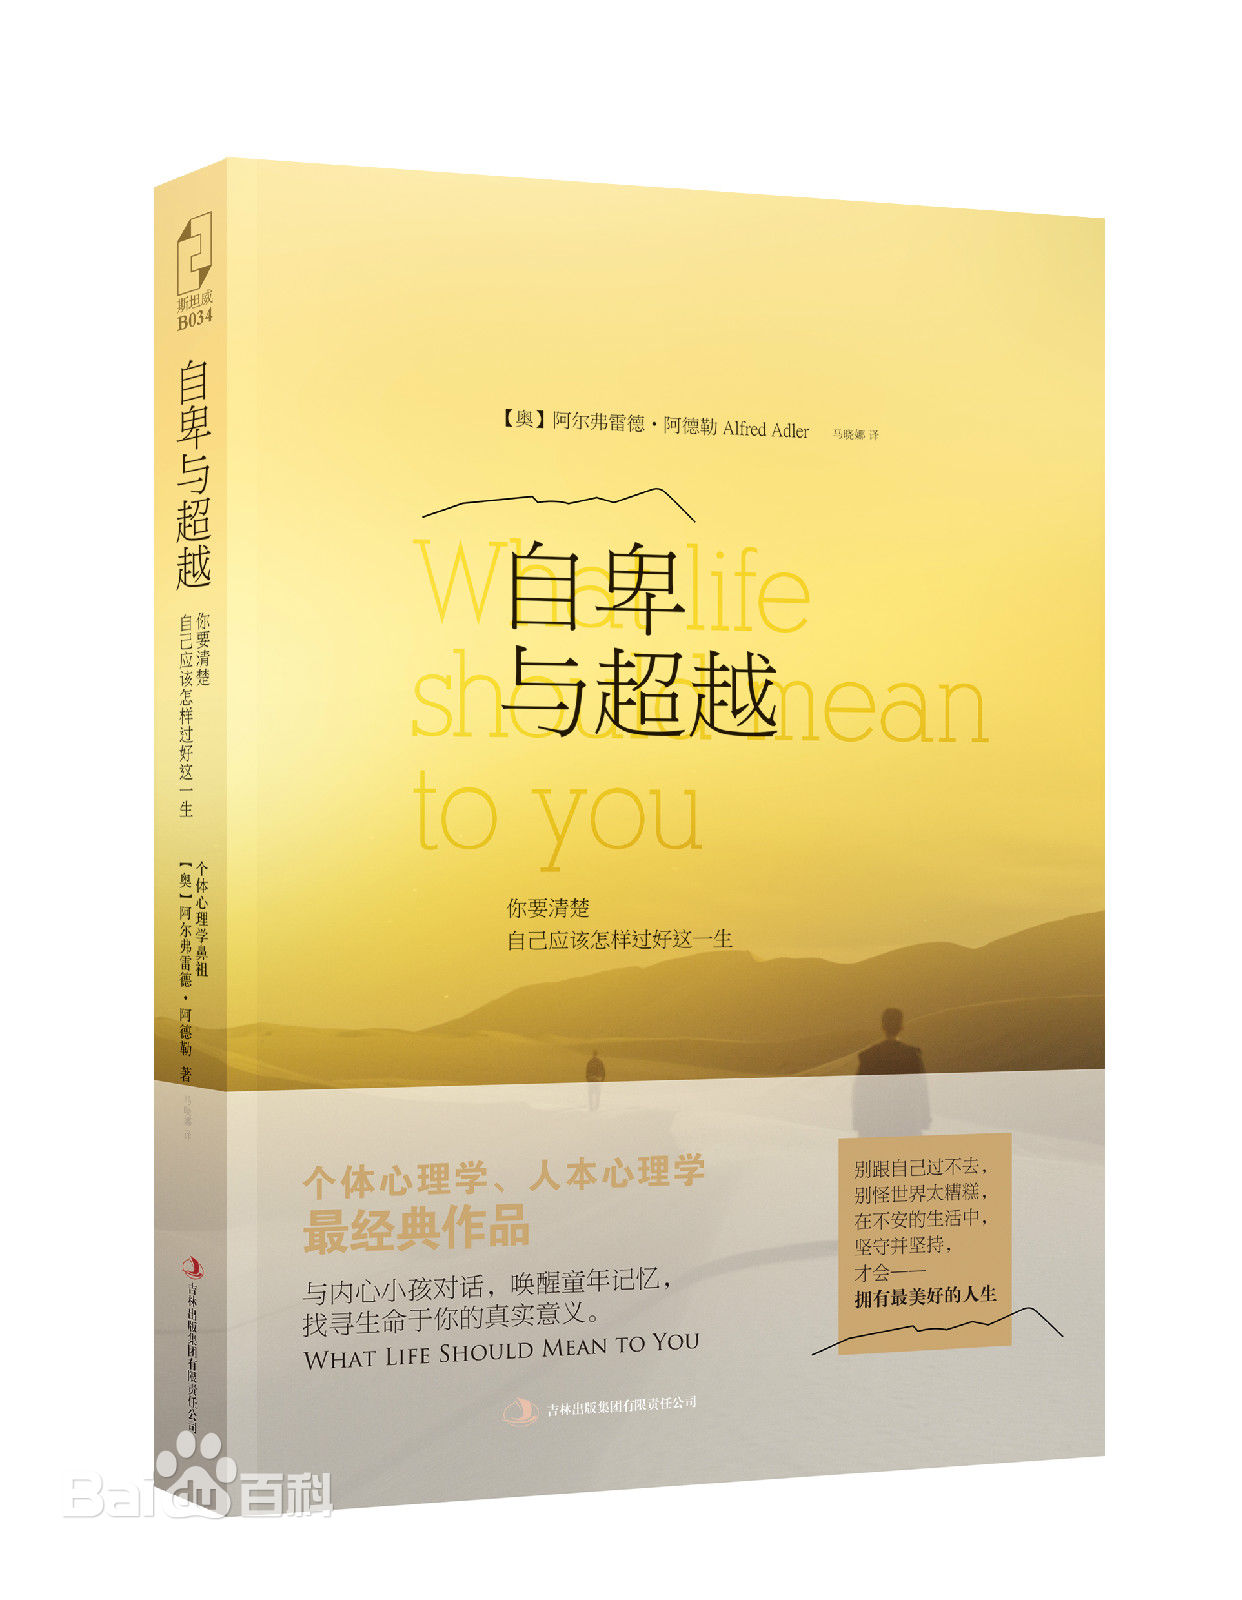 斯坦威
B034
自卑与超越
你要清楚
自己应该怎样过好这一生
个体心理学鼻祖
【奥】阿尔弗雷德·阿德勒 著
马晓娜 译
吉林出版集团有限责任公司
【奥】阿尔弗雷德·阿德勒 Alfred Adler 马晓娜 译
自卑
与超越
What life
should mean
to you
你要清楚
自己应该怎样过好这一生
个体心理学、人本心理学
最经典作品
与内心小孩对话，唤醒童年记忆，
找寻生命于你的真实意义。
WHAT LIFE SHOULD MEAN TO YOU
别跟自己过不去，
别怪世界太糟糕，
在不安的生活中，
坚守并坚持，
才会——
拥有最美好的人生
吉林出版集团有限责任公司
Bai du 百科